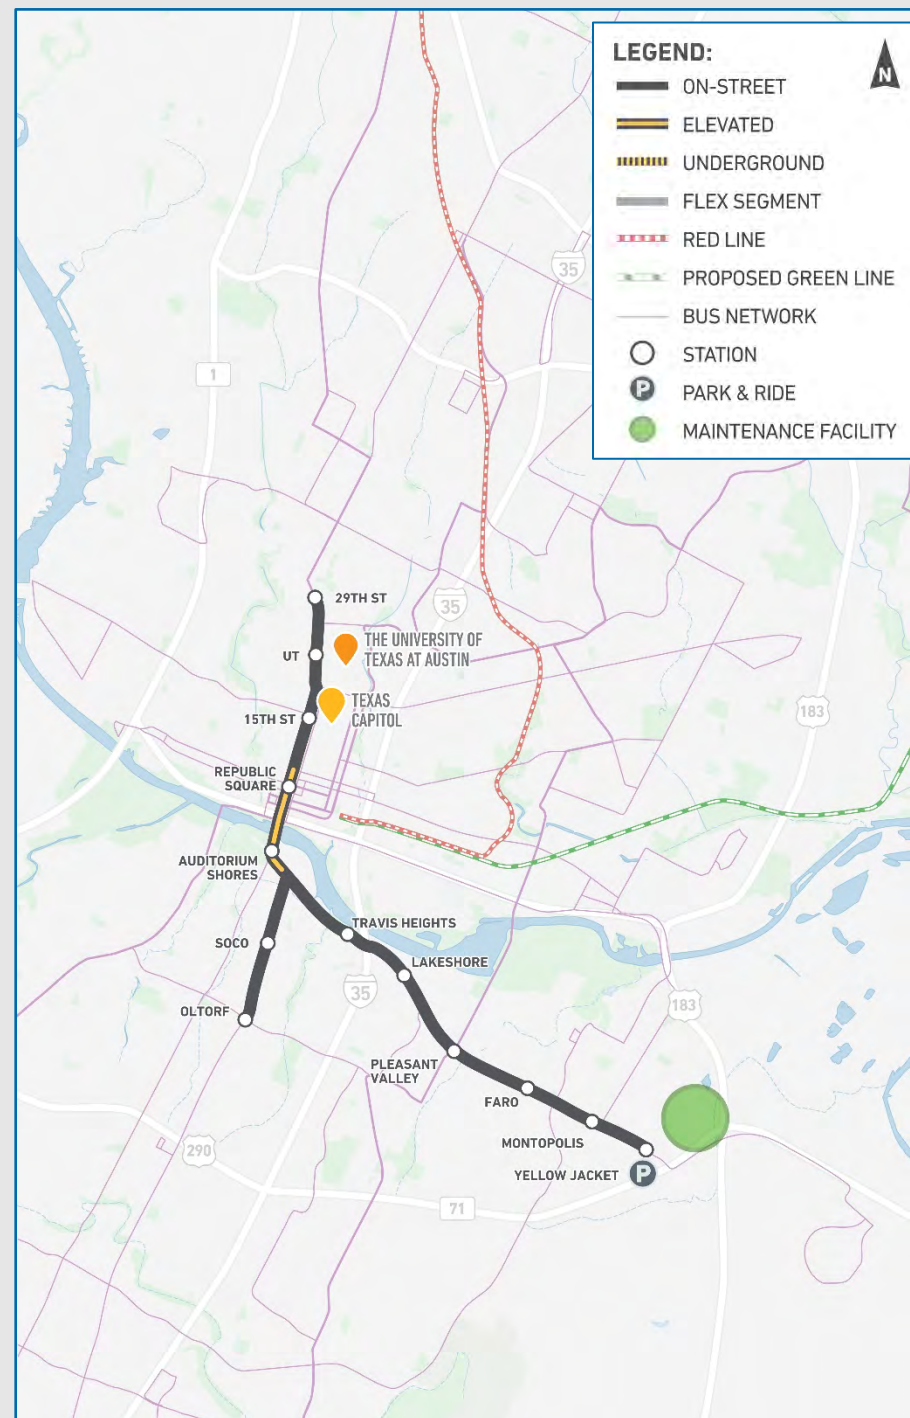 LEGEND:
N
ON-STREET
ELEVATED
UNDERGROUND
FLEX SEGMENT
RED LINE
PROPOSED GREEN LINE
BUS NETWORK
STATION
P
PARK & RIDE
MAINTENANCE FACILITY
35
1
29TH ST
35
UT
THE UNIVERSITY OF
TEXAS AT AUSTIN
TEXAS
CAPITOL
15TH ST
183
REPUBLIC
SQUARE
AUDITORIUM
SHORES
TRAVIS HEIGHTS
SOCO
LAKESHORE
35
183
OLTORF
PLEASANT
VALLEY
FARO
MONTOPOLIS
290
YELLOW JACKET
P
71